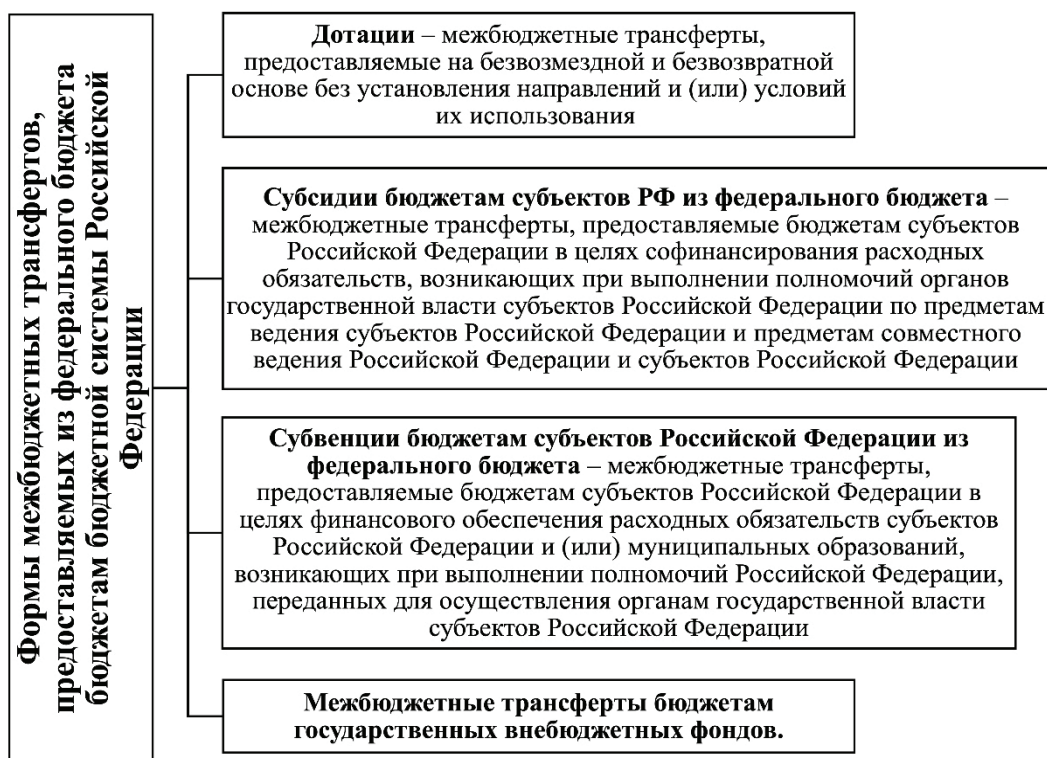 Формы межбюджетных трансфертов,
предоставляемых из федерального бюджета
бюджетам бюджетной системы Российской
Федерации
Дотации – межбюджетные трансферты,
предоставляемые на безвозмездной и безвозвратной
основе без установления направлений и (или) условий
их использования
Субсидии бюджетам субъектов РФ из федерального бюджета –
межбюджетные трансферты, предоставляемые бюджетам субъектов
Российской Федерации в целях софинансирования расходных
обязательств, возникающих при выполнении полномочий органов
государственной власти субъектов Российской Федерации по предметам
ведения субъектов Российской Федерации и предметам совместного
ведения Российской Федерации и субъектов Российской Федерации
Субвенции бюджетам субъектов Российской Федерации из
федерального бюджета – межбюджетные трансферты,
предоставляемые бюджетам субъектов Российской Федерации в
целях финансового обеспечения расходных обязательств субъектов
Российской Федерации и (или) муниципальных образований,
возникающих при выполнении полномочий Российской Федерации,
переданных для осуществления органам государственной власти
субъектов Российской Федерации
Межбюджетные трансферты бюджетам
государственных внебюджетных фондов.